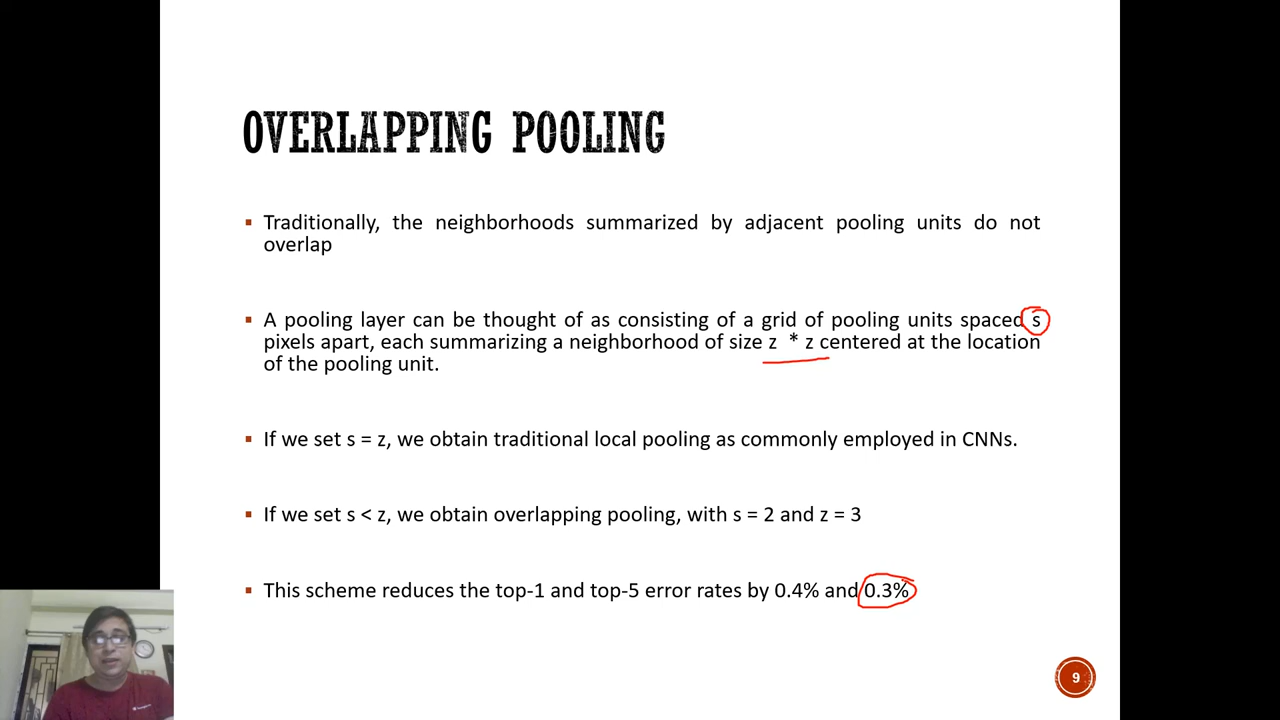 OVERLAPPING POOLING
▪ Traditionally, the neighborhoods summarized by adjacent pooling units do not
overlap
▪ A pooling layer can be thought of as consisting of a grid of pooling units spaced s
pixels apart, each summarizing a neighborhood of size z * z centered at the location
of the pooling unit.
▪ If we set s = z, we obtain traditional local pooling as commonly employed in CNNs.
▪ If we set s < z, we obtain overlapping pooling, with s = 2 and z = 3
▪ This scheme reduces the top-1 and top-5 error rates by 0.4% and 0.3%
9